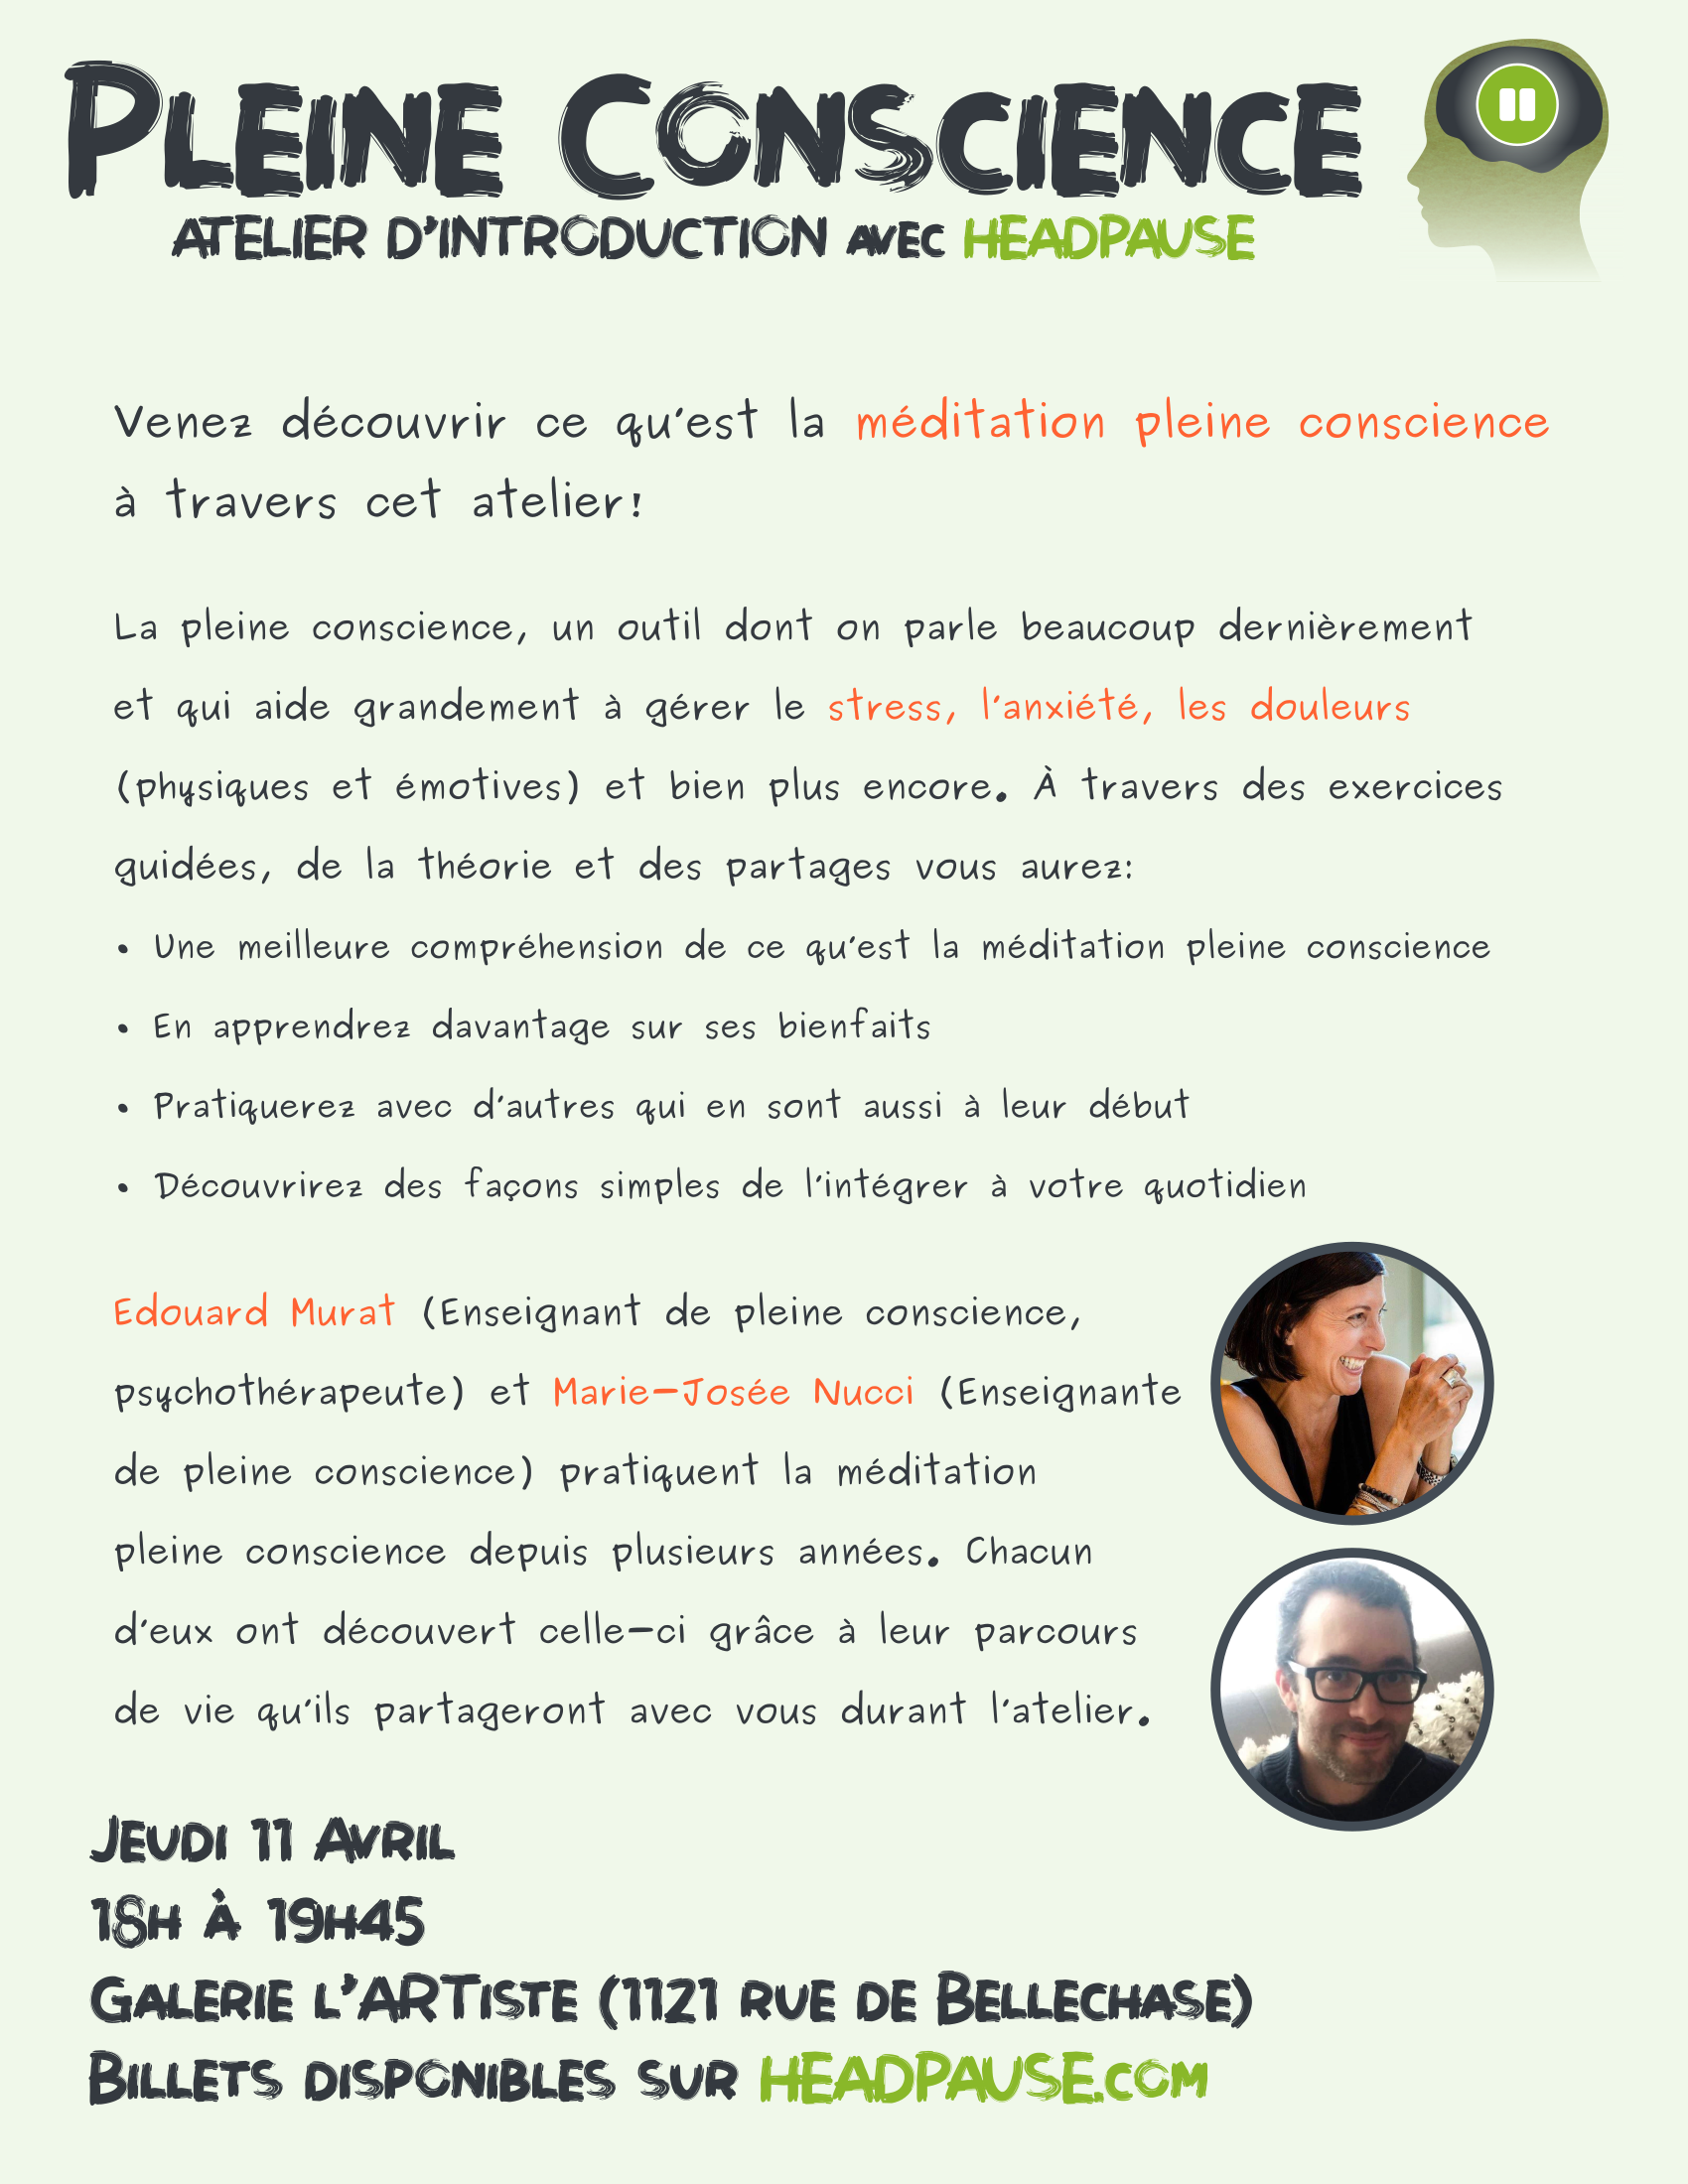 Pleine Conscience
atelier d'introduction avec HEADPAUSE
Venez découvrir ce qu'est la méditation pleine conscience
à travers cet atelier!
La pleine conscience, un outil dont on parle beaucoup dernièrement
et qui aide grandement à gérer le stress, l'anxiété, les douleurs
(physiques et émotives) et bien plus encore. À travers des exercices
guidées, de la théorie et des partages vous aurez:
• Une meilleure compréhension de ce qu'est la méditation pleine conscience
• En apprendrez davantage sur ses bienfaits
• Pratiquerez avec d'autres qui en sont aussi à leur début
• Découvrirez des façons simples de l'intégrer à votre quotidien
Edouard Murat (Enseignant de pleine conscience,
psychothérapeute) et Marie-Josée Nucci (Enseignante
de pleine conscience) pratiquent la méditation
pleine conscience depuis plusieurs années. Chacun
d'eux ont découvert celle-ci grâce à leur parcours
de vie qu'ils partageront avec vous durant l'atelier.
Jeudi 11 Avril
18h à 19h45
Galerie l'ARTiste (1121 rue de Bellechase)
Billets disponibles sur HEADPAUSE.com